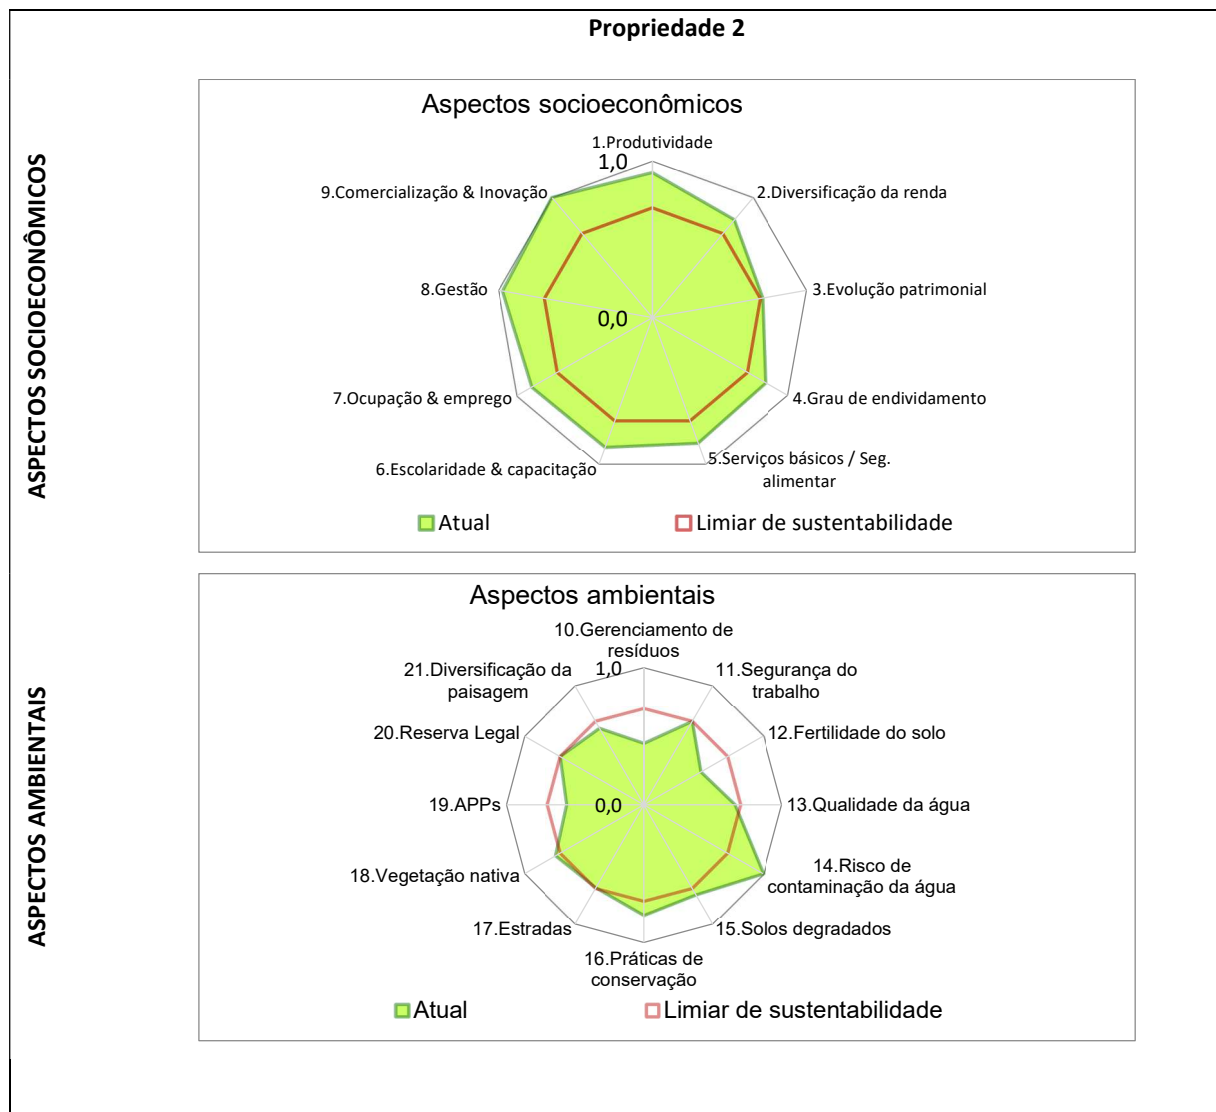 Propriedade 2
ASPECTOS SOCIOECONÔMICOS
Aspectos socioeconômicos
1.Produtividade
1,0
9.Comercialização & Inovação
2.Diversificação da renda
8.Gestão
3.Evolução patrimonial
0,0
7.Ocupação & emprego
4.Grau de endividamento
6.Escolaridade & capacitação
5.Serviços básicos / Seg.
alimentar
Atual
Limiar de sustentabilidade
ASPECTOS AMBIENTAIS
Aspectos ambientais
10.Gerenciamento de
resíduos
1,0
21.Diversificação da
paisagem
11.Segurança do
trabalho
20.Reserva Legal
12.Fertilidade do solo
19.APPs
0,0
13.Qualidade da água
18.Vegetação nativa
14.Risco de
contaminação da água
17.Estradas
15.Solos degradados
16.Práticas de
conservação
Atual
Limiar de sustentabilidade